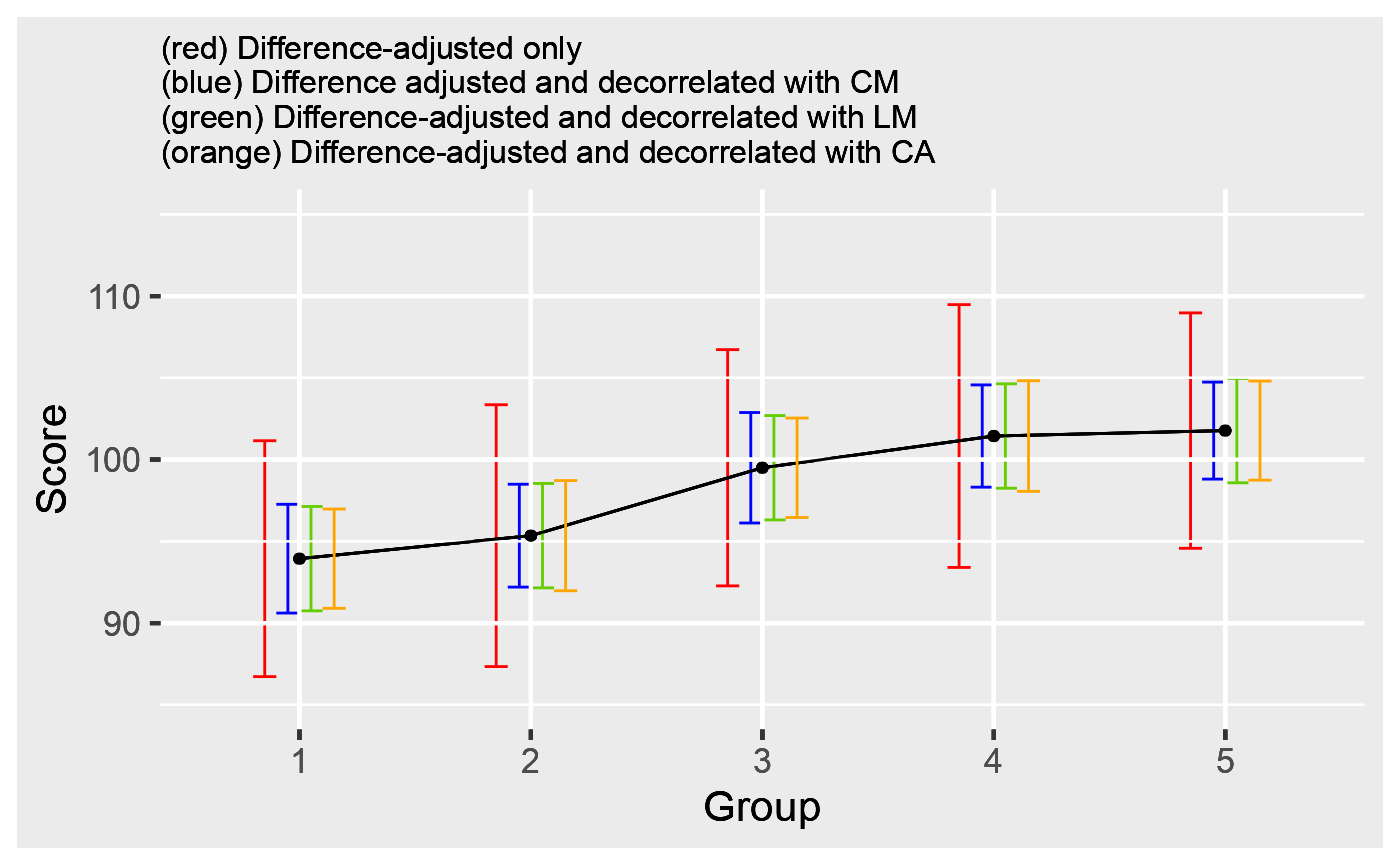 (red) Difference-adjusted only
(blue) Difference adjusted and decorrelated with CM
(green) Difference-adjusted and decorrelated with LM
(orange) Difference-adjusted and decorrelated with CA
110
100
90
Score
1 2 3 4 5
Group